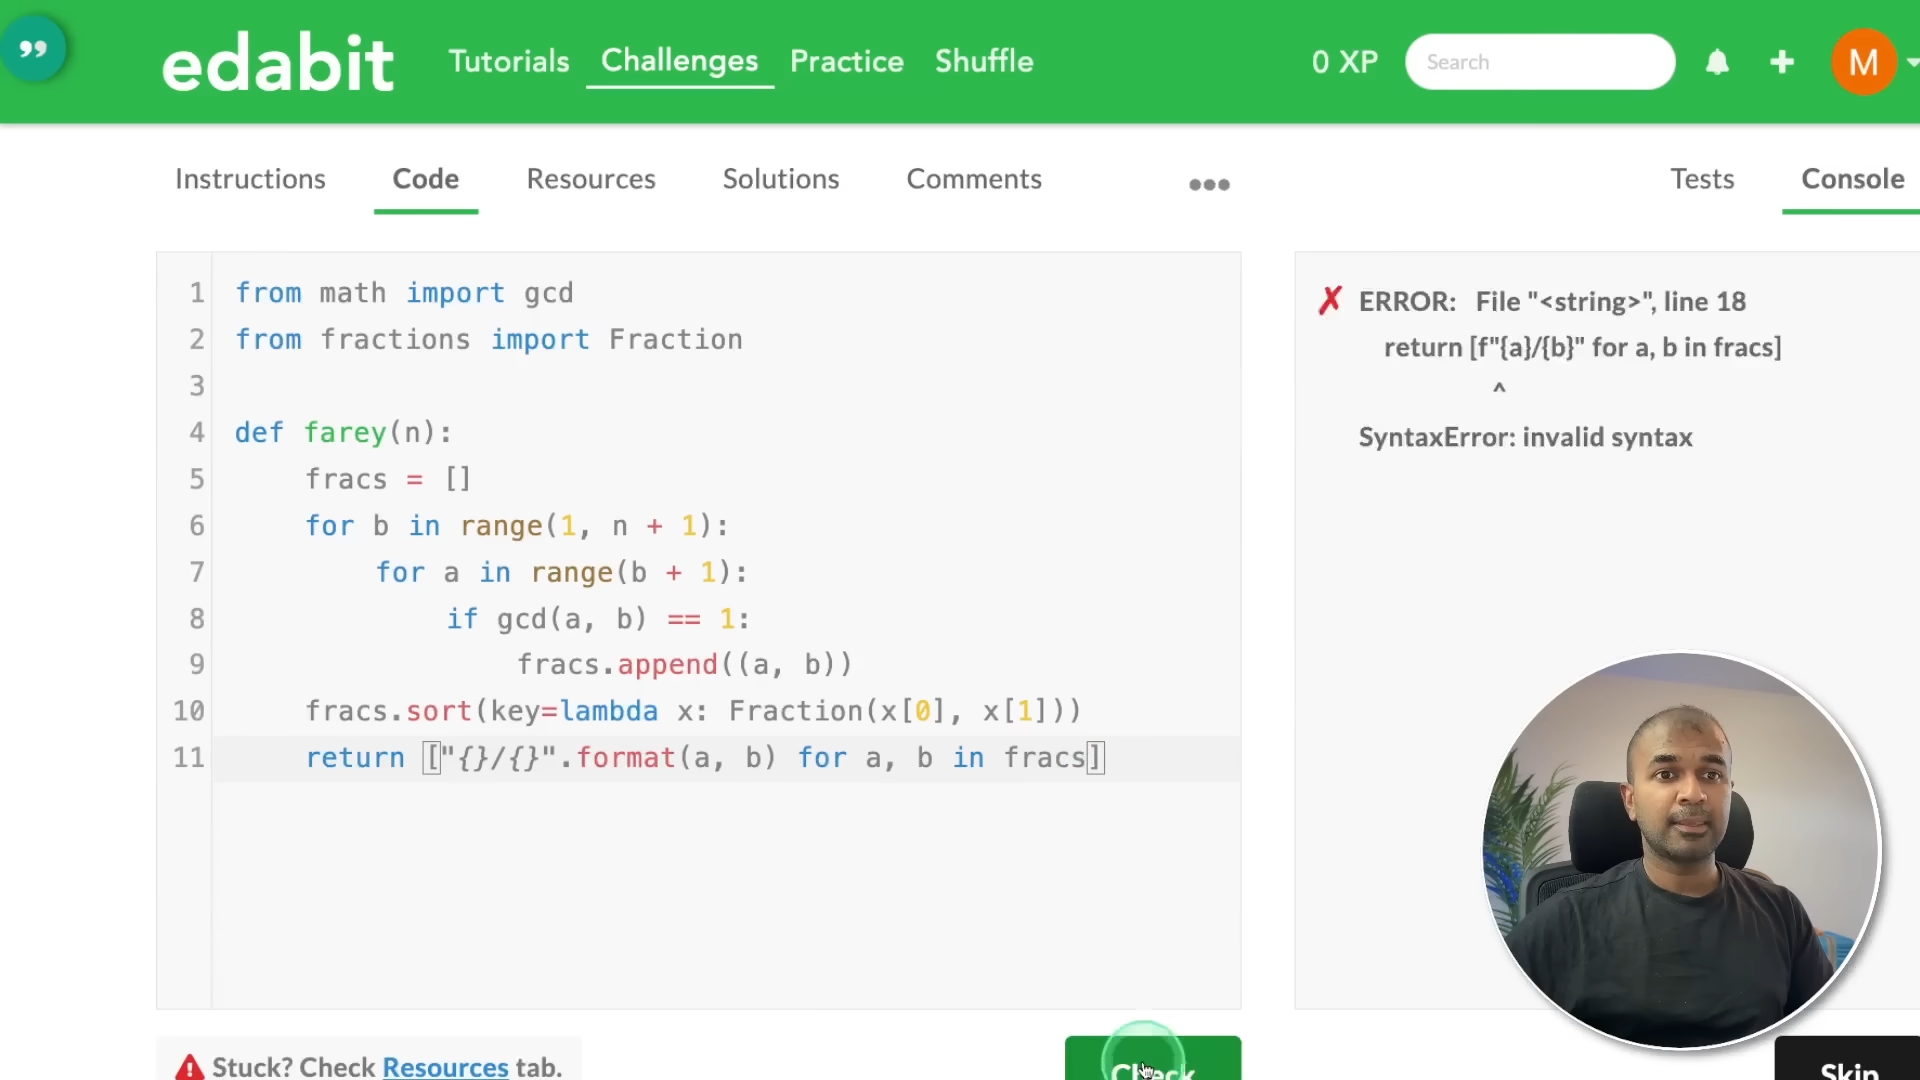 ”
edabit
Tutorials
Challenges
Practice
Shuffle
0 XP
Search
M
Instructions
Code
Resources
Solutions
Comments
Tests
Console
1 from math import gcd
2 from fractions import Fraction
3
4 def farey(n):
5     fracs = []
6     for b in range(1, n + 1):
7         for a in range(b + 1):
8             if gcd(a, b) == 1:
9                 fracs.append((a, b))
10     fracs.sort(key=lambda x: Fraction(x[0], x[1]))
11     return ["{}/{}".format(a, b) for a, b in fracs]
✗ ERROR: File "<string>", line 18
return [f"{a}/{b}" for a, b in fracs]
^
SyntaxError: invalid syntax
Stuck? Check Resources tab.
Check
Skip